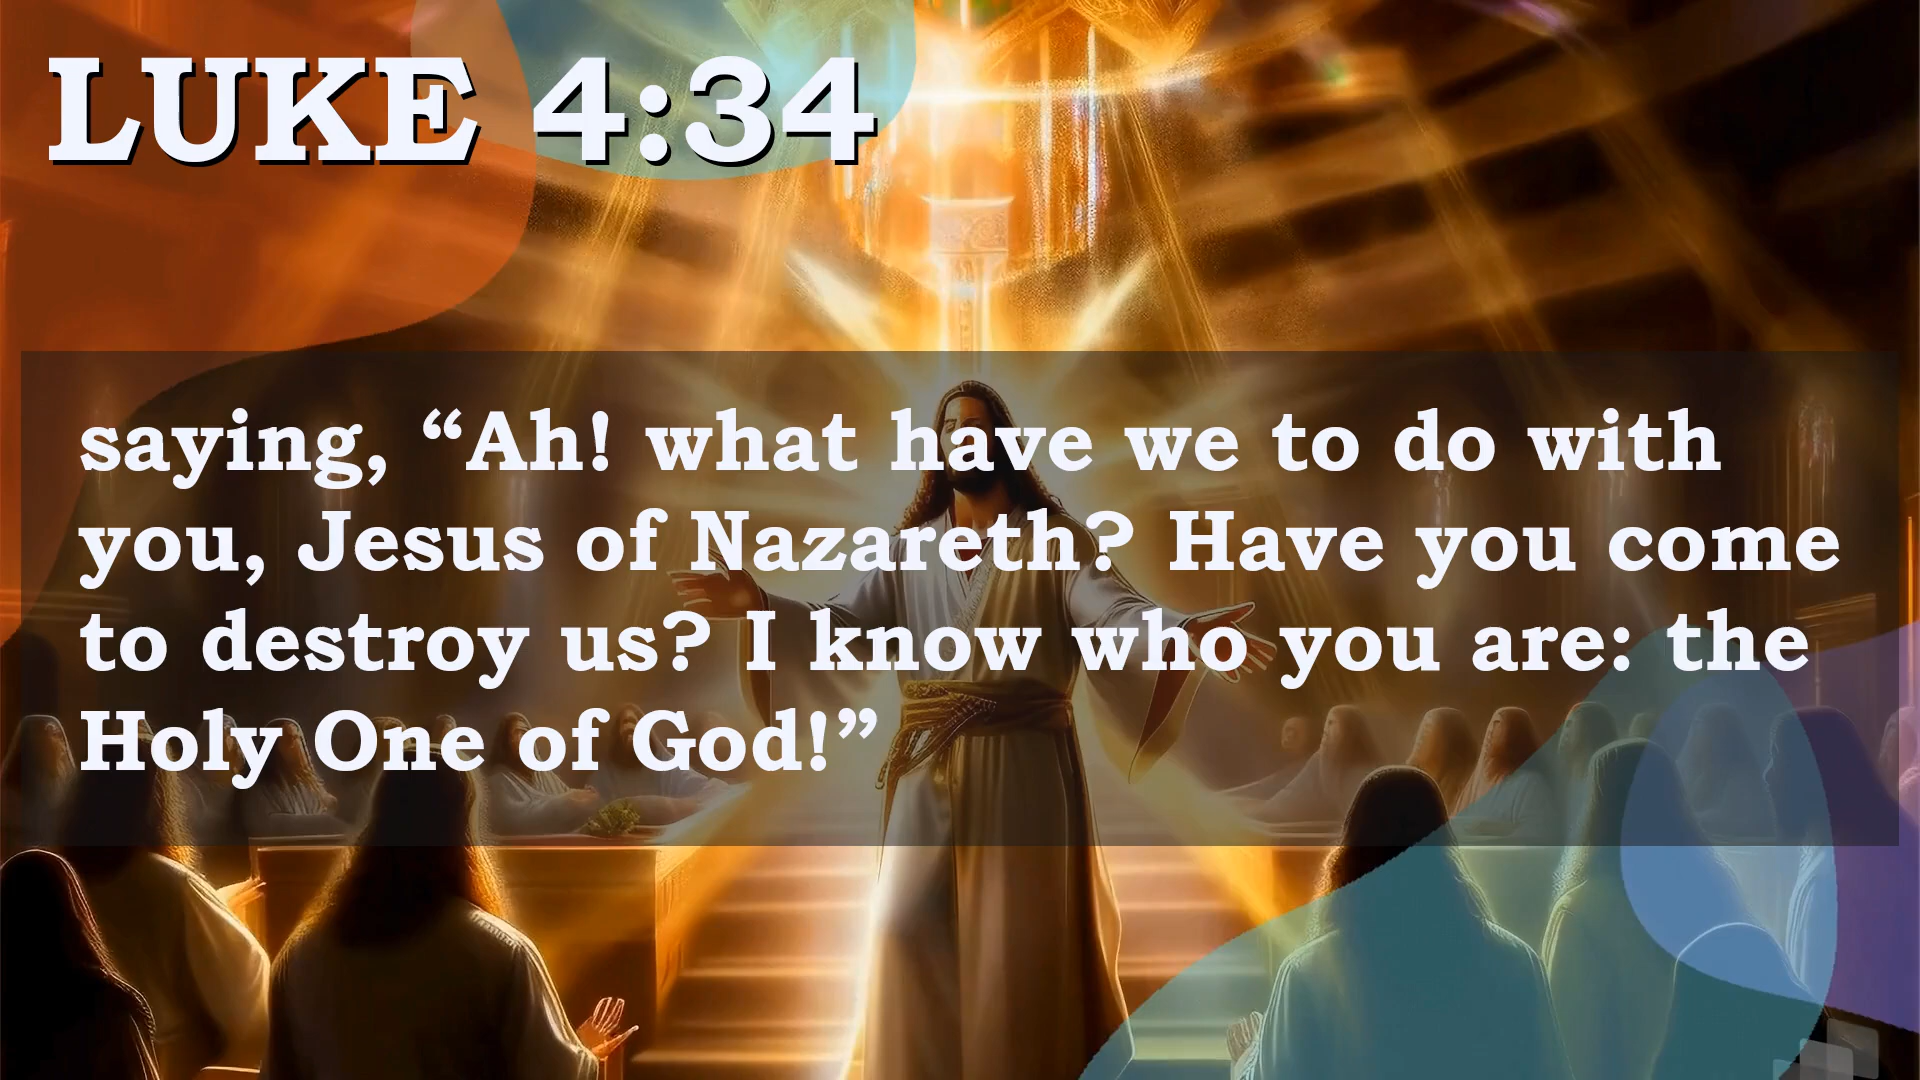 LUKE 4:34
saying, “Ah! what have we to do with
you, Jesus of Nazareth? Have you come
to destroy us? I know who you are: the
Holy One of God!”